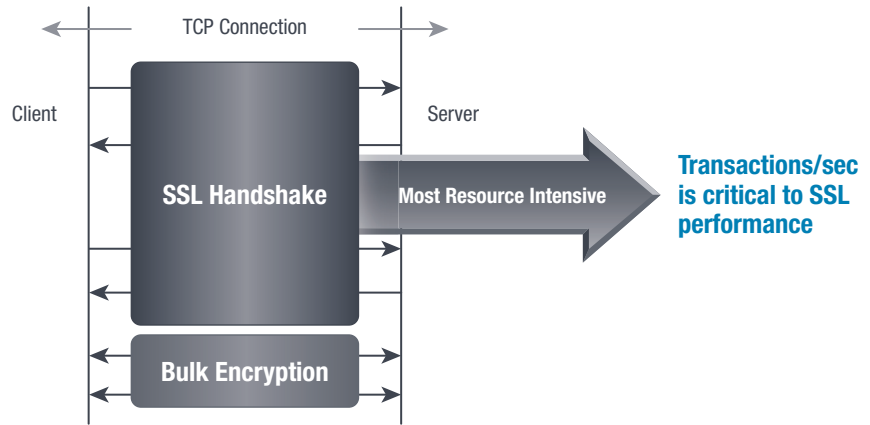 TCP Connection
Client
Server
SSL Handshake
Most Resource Intensive
Transactions/sec
is critical to SSL
performance
Bulk Encryption